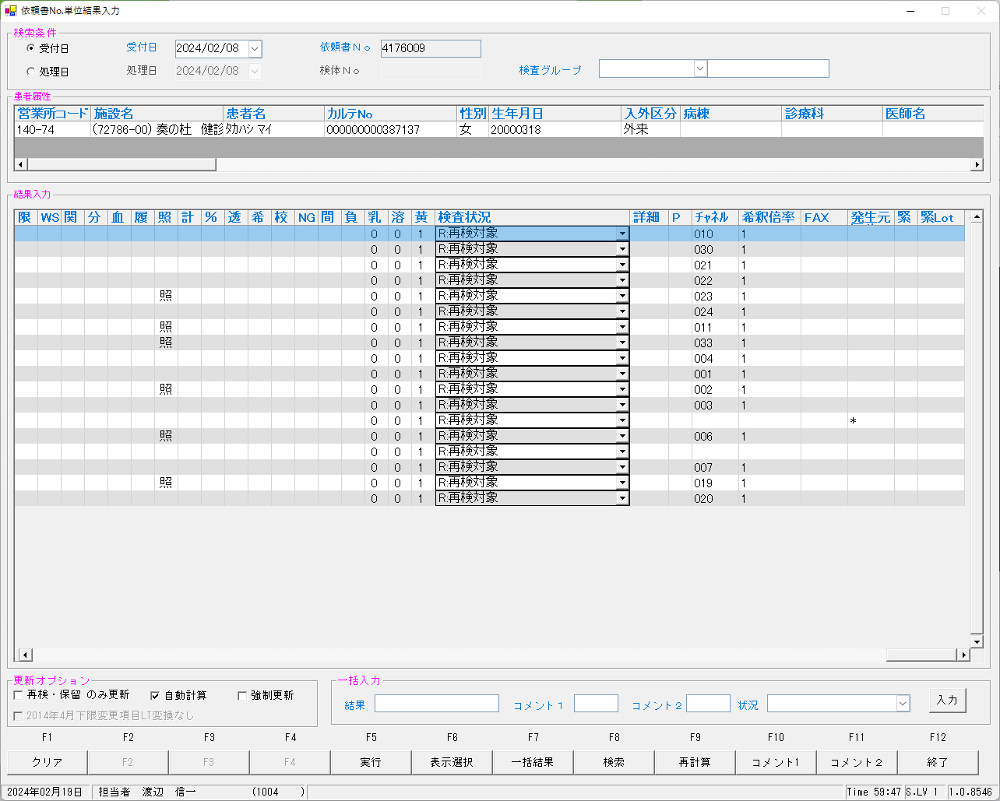 依頼書No.単位結果入力
検索条件
受付日 受付日 2024/02/08 依頼書No 4176009
処理日 処理日 2024/02/08 検体No 検査グループ
患者属性
営業所コード 施設名 患者名 カルテNo 性別 生年月日 入外区分 病棟 診療科 医師名
140-74 (72786-00) 奏の杜 健診 ﾀｶﾊｼ ﾏｲ 000000000387137 女 20000318 外来
結果入力
限 WS 関 分 血 履 照 計 % 透 希 校 NG 間 負 乳 溶 黄 検査状況 詳細 P ﾁｬﾈﾙ 希釈倍率 FAX 発生元 緊 緊Lot
0 0 1 R:再検対象 010 1
0 0 1 R:再検対象 030 1
0 0 1 R:再検対象 021 1
0 0 1 R:再検対象 022 1
照 0 0 1 R:再検対象 023 1
0 0 1 R:再検対象 024 1
照 0 0 1 R:再検対象 011 1
照 0 0 1 R:再検対象 033 1
0 0 1 R:再検対象 004 1
0 0 1 R:再検対象 001 1
照 0 0 1 R:再検対象 002 1
0 0 1 R:再検対象 003 1
0 0 1 R:再検対象 *
照 0 0 1 R:再検対象 006 1
0 0 1 R:再検対象
0 0 1 R:再検対象 007 1
照 0 0 1 R:再検対象 019 1
0 0 1 R:再検対象 020 1
更新オプション
再検・保留 のみ更新 自動計算 強制更新
2014年4月下限変更項目LT変換なし
一括入力
結果 コメント１ コメント２ 状況 入力
F1 F2 F3 F4 F5 F6 F7 F8 F9 F10 F11 F12
クリア F2 F3 F4 実行 表示選択 一括結果 検索 再計算 コメント1 コメント２ 終了
2024年02月19日 担当者 渡辺 信一 (1004 ) Time 59:47 S.LV 1 1.0.8546